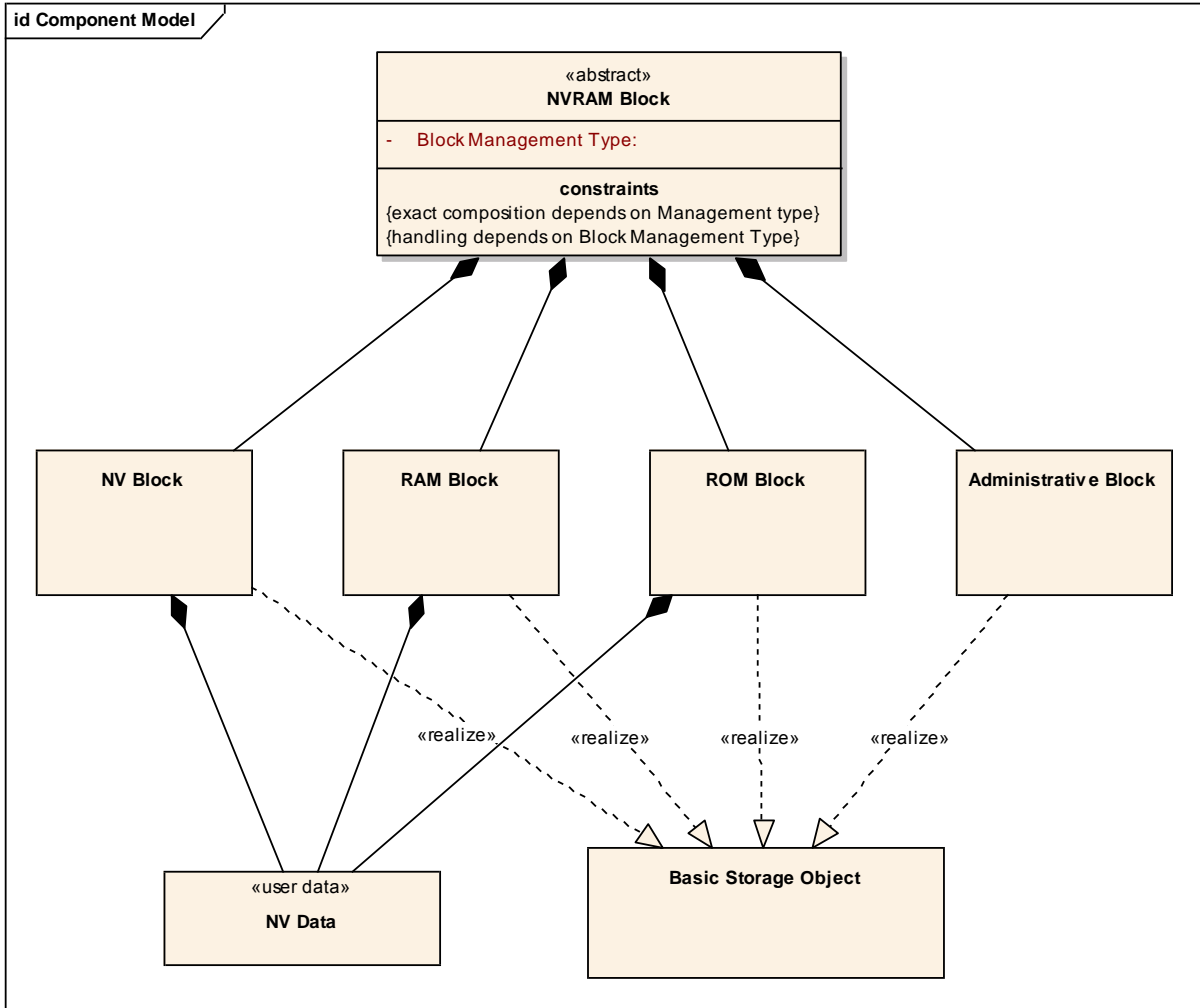 id Component Model
«abstract»
NVRAM Block
- Block Management Type:
constraints
{exact composition depends on Management type}
{handling depends on Block Management Type}
NV Block
RAM Block
ROM Block
Administrative Block
«realize»
«realize»
«realize»
«realize»
«user data»
NV Data
Basic Storage Object